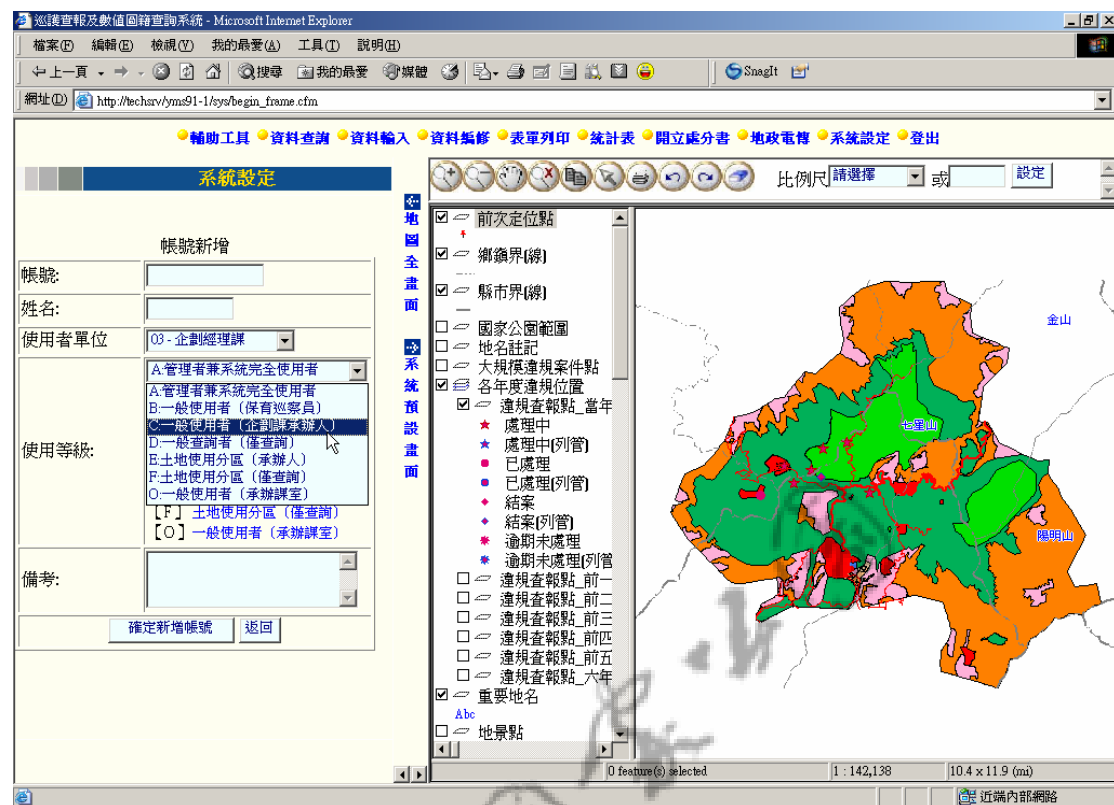 巡護查報及數值圖籍查詢系統 - Microsoft Internet Explorer
檔案(F) 編輯(E) 檢視(V) 我的最愛(A) 工具(T) 說明(H)
上一頁 搜尋 我的最愛 媒體 SnagIt
網址(D) http://techsrv/yms91-1/sys/begin_frame.cfm
輔助工具 資料查詢 資料輸入 資料編修 表單列印 統計表 開立處分書 地政電傳 系統設定 登出
系統設定
帳號新增
帳號:
姓名:
使用者單位 03 - 企劃經理課
使用等級: A:管理者兼系統完全使用者
A:管理者兼系統完全使用者
B:一般使用者〔保育巡察員〕
C:一般使用者〔企劃課承辦人〕
D:一般查詢者〔僅查詢〕
E:土地使用分區〔承辦人〕
F:土地使用分區〔僅查詢〕
O:一般使用者〔承辦課室〕
【F】土地使用分區〔僅查詢〕
【O】一般使用者〔承辦課室〕
備考:
確定新增帳號 返回
地圖全畫面
系統預設畫面
比例尺 請選擇 或 設定
前次定位點
鄉鎮界(線)
縣市界(線)
國家公園範圍
地名註記
大規模違規案件點
各年度違規位置
違規查報點_當年
處理中
處理中(列管)
已處理
已處理(列管)
結案
結案(列管)
逾期未處理
逾期未處理(列管
違規查報點_前一
違規查報點_前二
違規查報點_前三
違規查報點_前四
違規查報點_前五
違規查報點_六年
重要地名
Abc
地景點
金山
七星山
陽明山
0 feature(s) selected 1 : 142,138 10.4 x 11.9 (mi)
近端內部網路